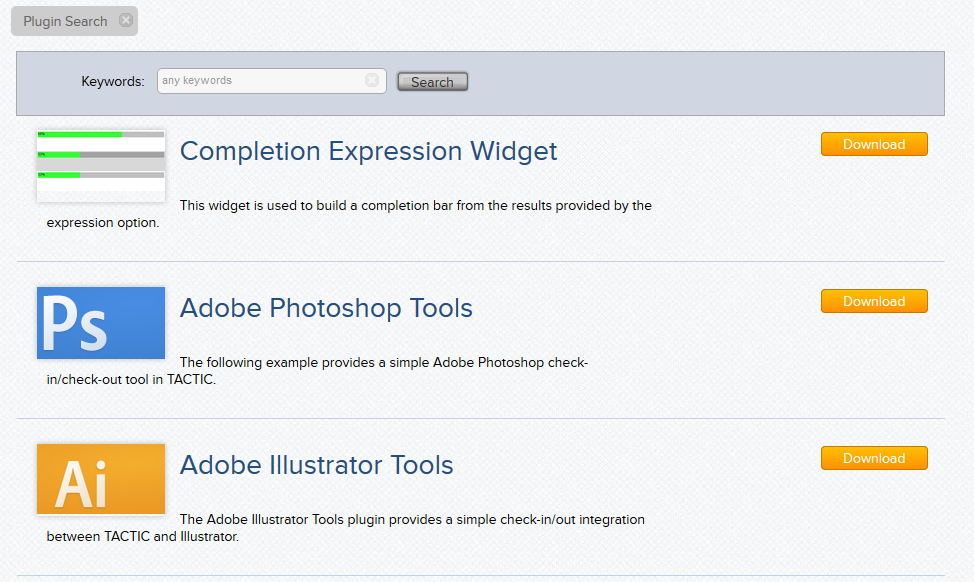 Plugin Search
Keywords: any keywords Search
Completion Expression Widget Download
This widget is used to build a completion bar from the results provided by the
expression option.
Ps
Adobe Photoshop Tools Download
The following example provides a simple Adobe Photoshop check-
in/check-out tool in TACTIC.
Ai
Adobe Illustrator Tools Download
The Adobe Illustrator Tools plugin provides a simple check-in/out integration
between TACTIC and Illustrator.